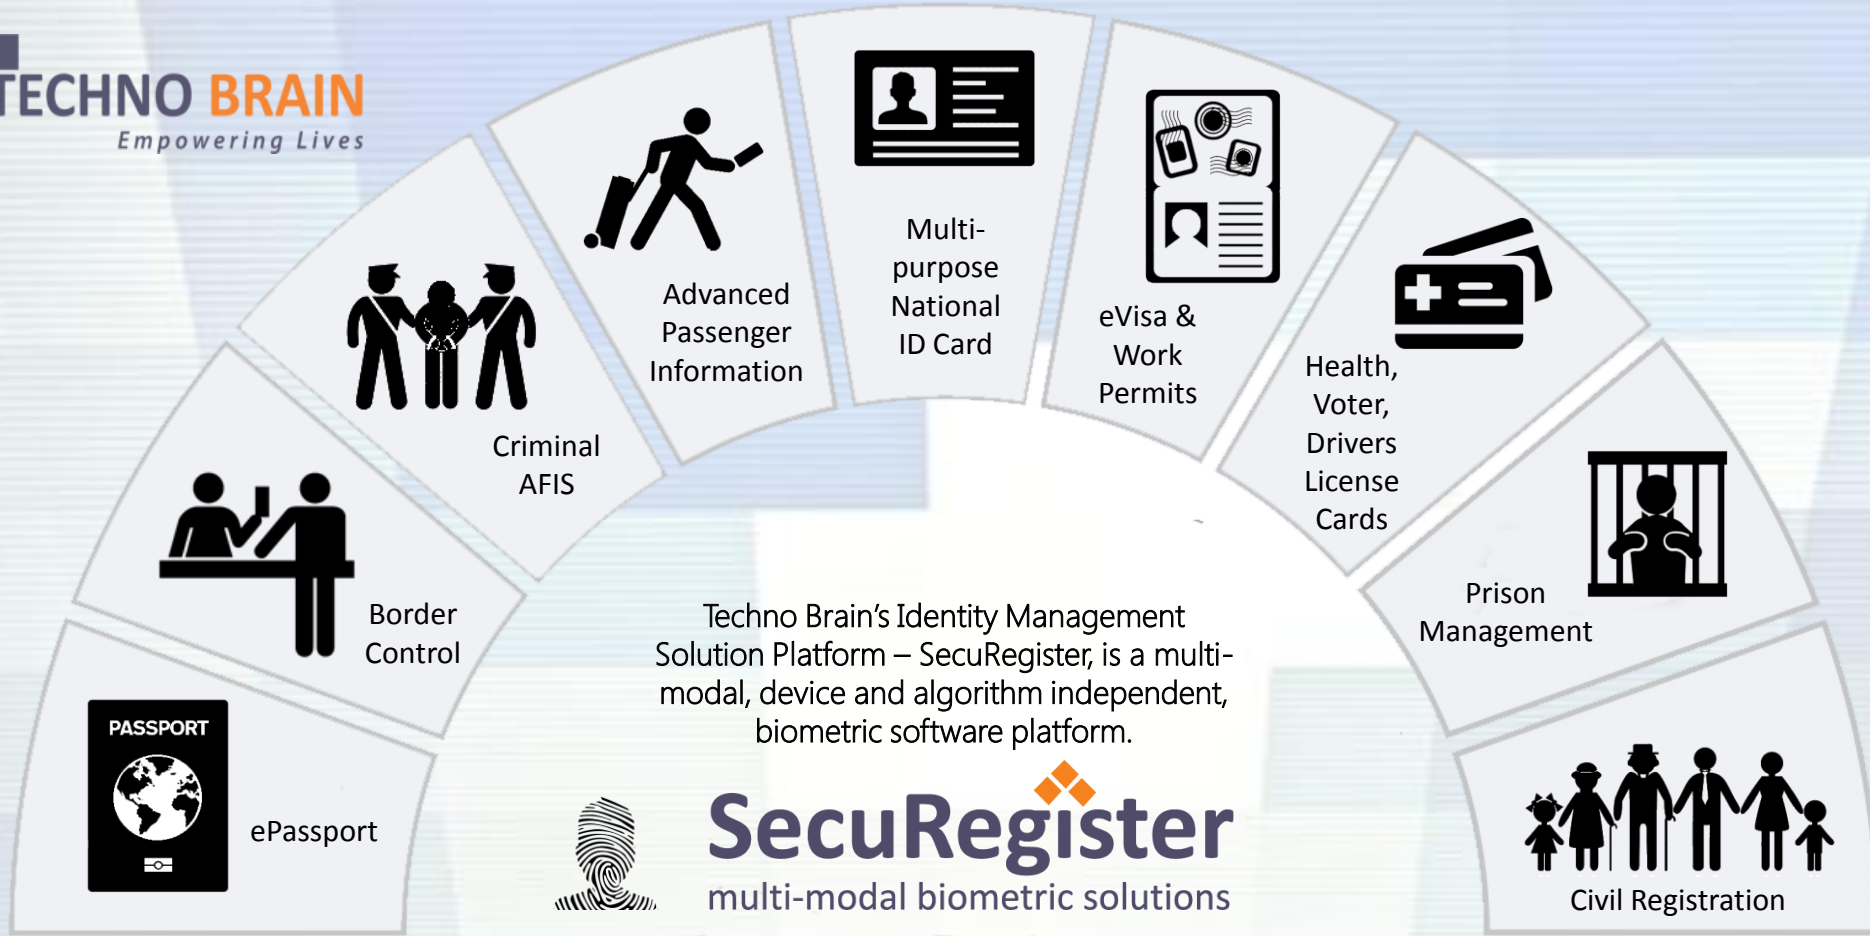 TECHNO BRAIN
Empowering Lives
PASSPORT
ePassport
Border
Control
Criminal
AFIS
Advanced
Passenger
Information
Multi-
purpose
National
ID Card
eVisa &
Work
Permits
Health,
Voter,
Drivers
License
Cards
Prison
Management
Civil Registration
Techno Brain’s Identity Management
Solution Platform – SecuRegister, is a multi-
modal, device and algorithm independent,
biometric software platform.
SecuRegister
multi-modal biometric solutions